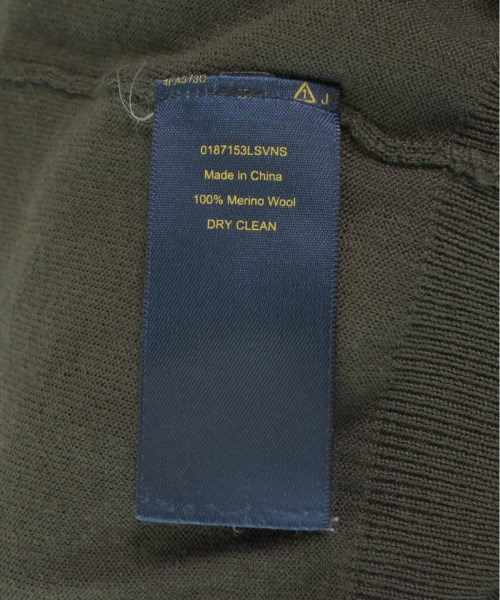 J
0187153LSVNS
Made in China
100% Merino Wool
DRY CLEAN